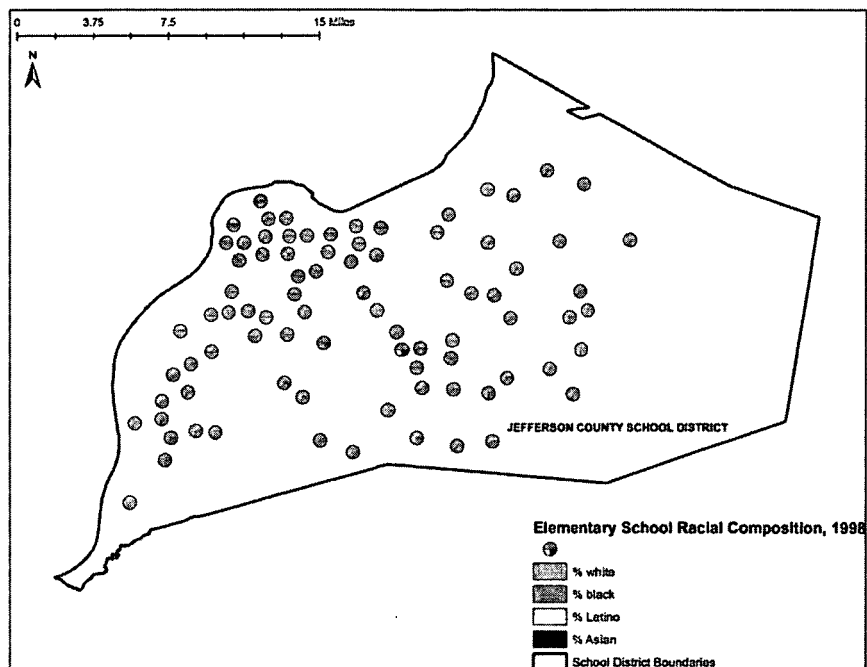 0 3.75 7.5 15 Miles
N
JEFFERSON COUNTY SCHOOL DISTRICT
Elementary School Racial Composition, 1998
% white
% black
% Latino
% Asian
School District Boundaries